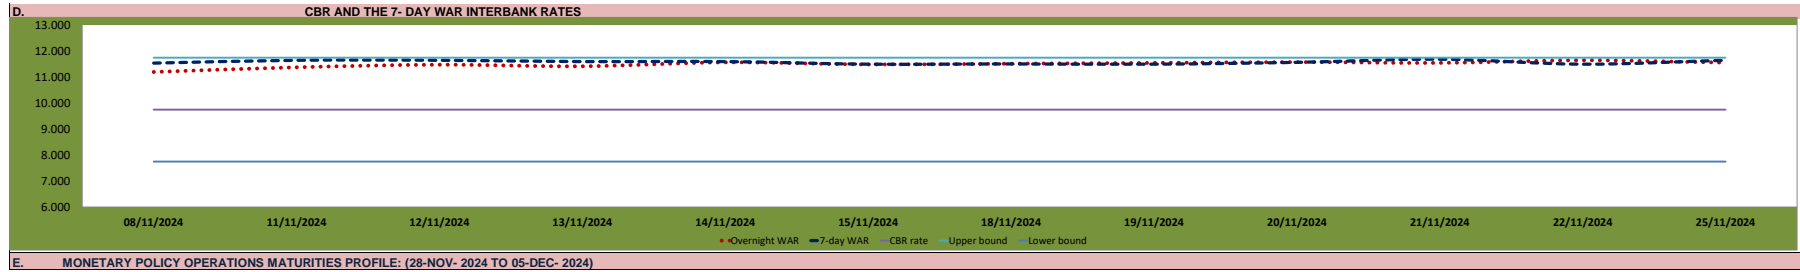 D. CBR AND THE 7- DAY WAR INTERBANK RATES
13.000
12.000
11.000
10.000
9.000
8.000
7.000
6.000
08/11/2024 11/11/2024 12/11/2024 13/11/2024 14/11/2024 15/11/2024 18/11/2024 19/11/2024 20/11/2024 21/11/2024 22/11/2024 25/11/2024
Overnight WAR 7-day WAR CBR rate Upper bound Lower bound
E. MONETARY POLICY OPERATIONS MATURITIES PROFILE: (28-NOV- 2024 TO 05-DEC- 2024)